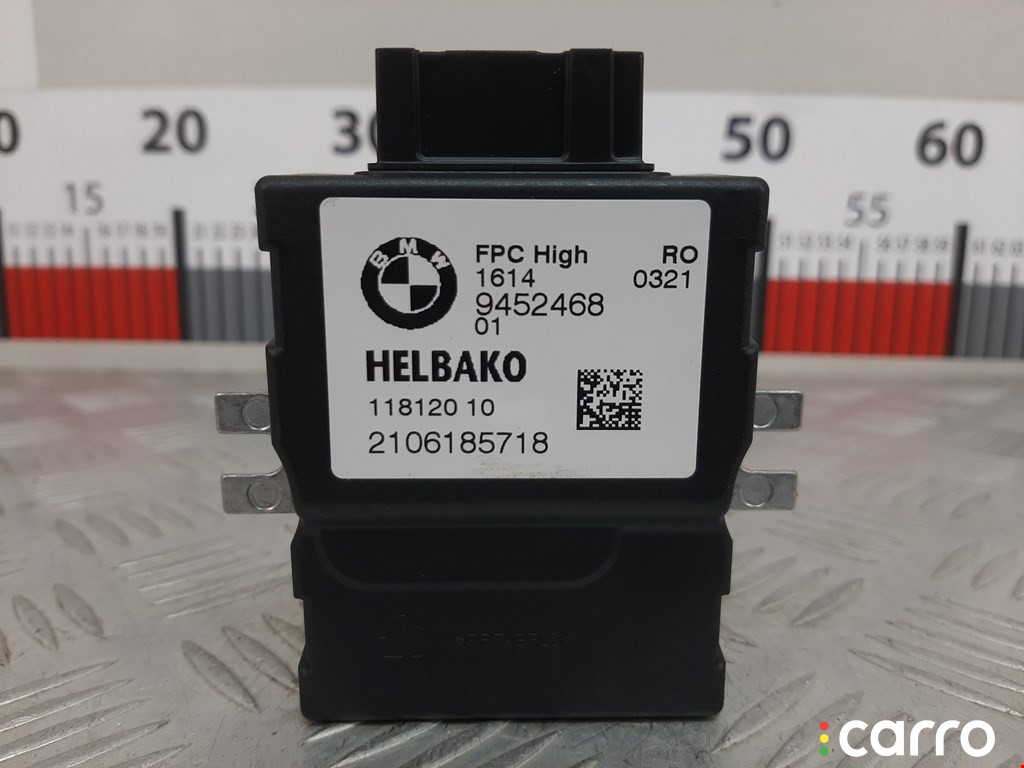 0 20 30 50 60
15 55
BMW
FPC High RO
1614 0321
9452468
01
HELBAKO
118120 10
2106185718
carro